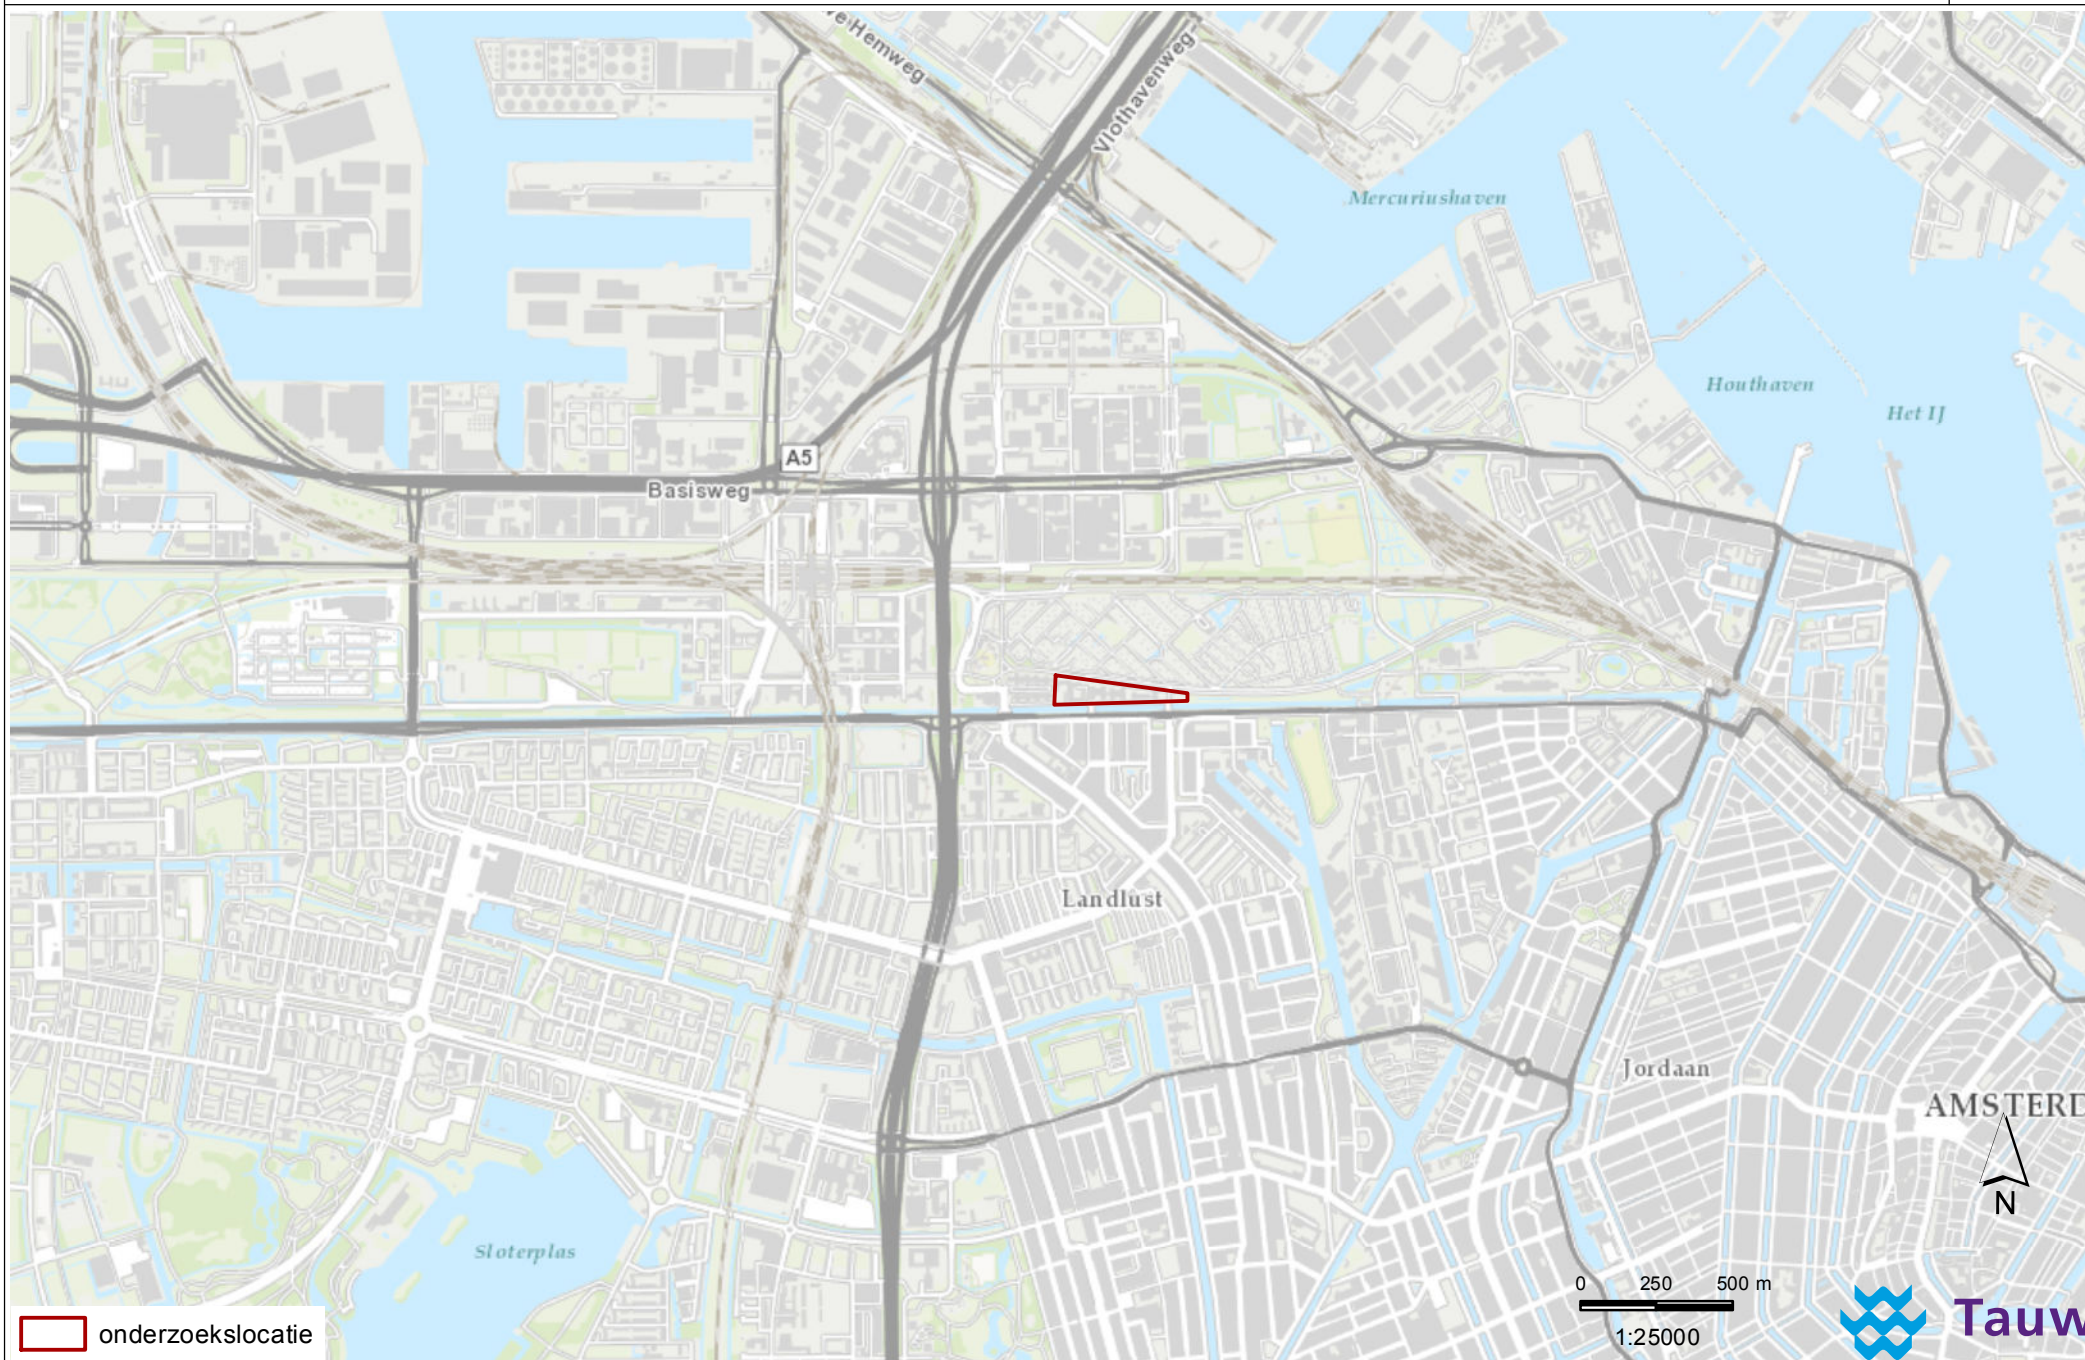 we Hemweg
Vlothavenweg
Mercuriushaven
Houthaven
Het IJ
A5
Basisweg
Landlust
Jordaan
AMSTERD
N
Sloterplas
0 250 500 m
1:25000
onderzoekslocatie
Tauw